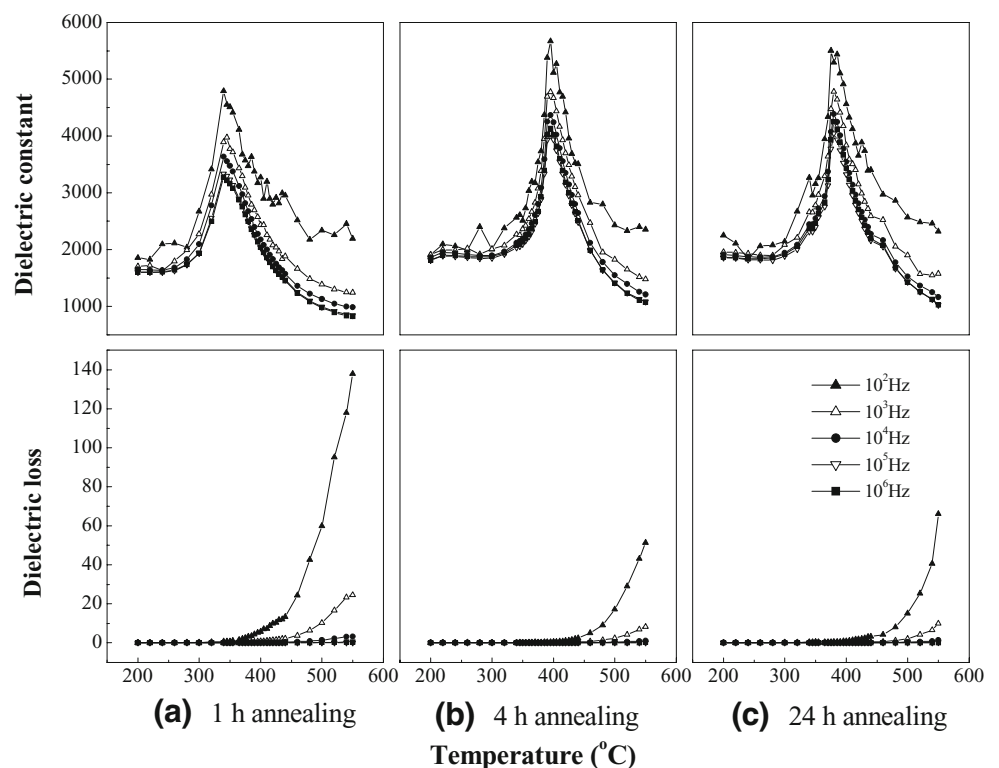 Dielectric constant
6000
5000
4000
3000
2000
1000
Dielectric loss
140
120
100
80
60
40
20
0
10²Hz
10³Hz
10⁴Hz
10⁵Hz
10⁶Hz
200 300 400 500 600
200 300 400 500 600
200 300 400 500 600
(a) 1 h annealing
(b) 4 h annealing
(c) 24 h annealing
Temperature (°C)